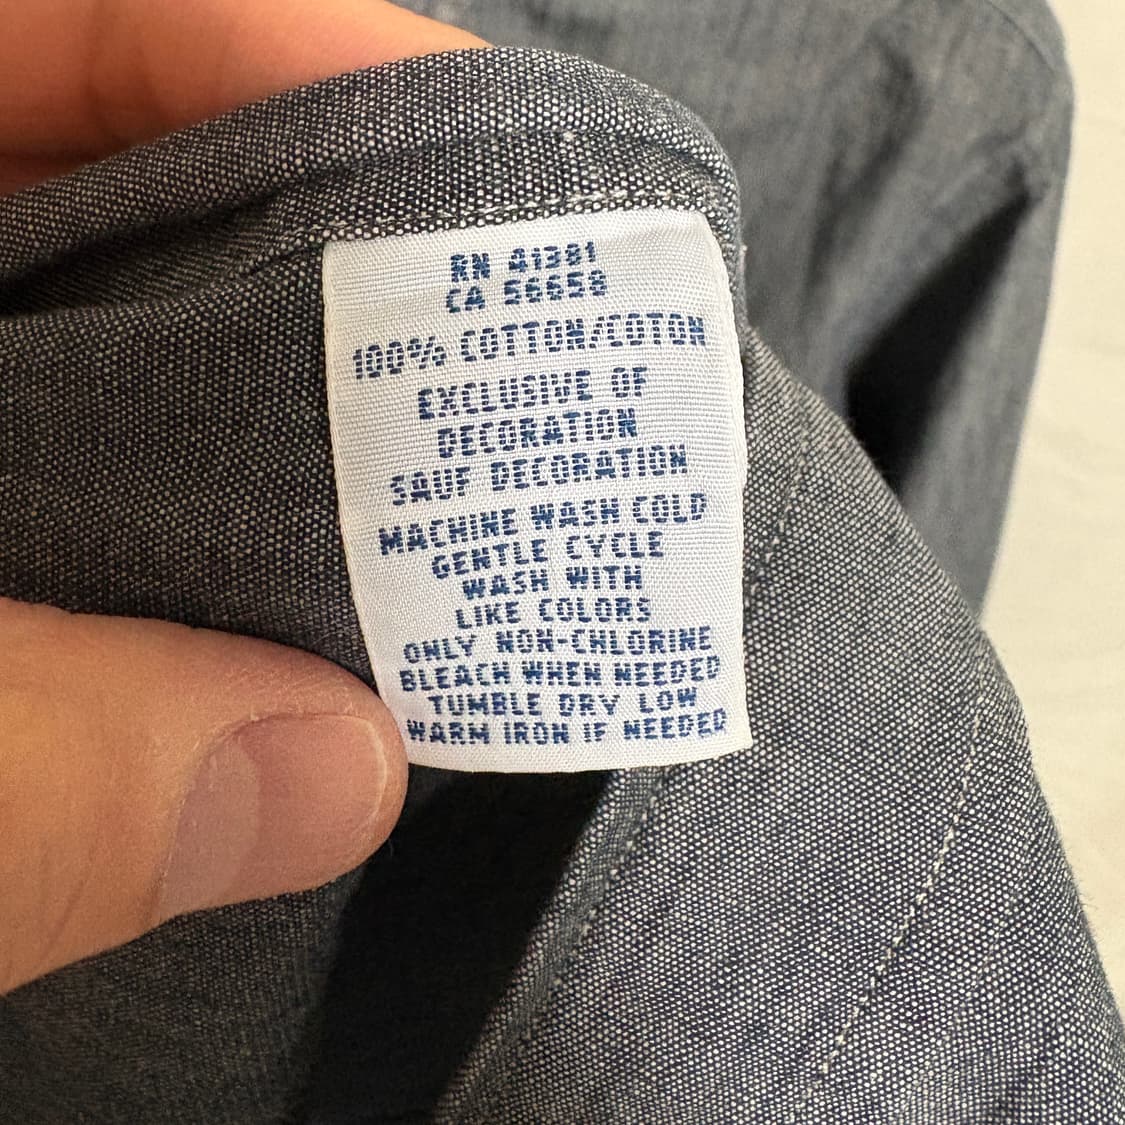 RN 41381
CA 56658
100% COTTON/COTON
EXCLUSIVE OF
DECORATION
SAUF DECORATION
MACHINE WASH COLD
GENTLE CYCLE
WASH WITH
LIKE COLORS
ONLY NON-CHLORINE
BLEACH WHEN NEEDED
TUMBLE DRY LOW
WARM IRON IF NEEDED